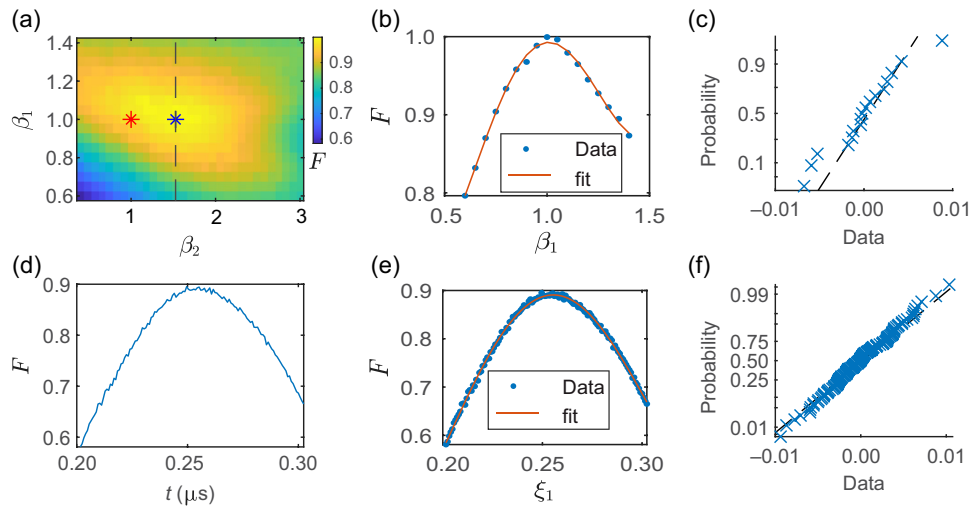 (a)
1.4
1.2
1.0
0.8
0.6
β₁
1
2
3
β₂
0.9
0.8
0.7
0.6
F
(b)
1.0
0.9
0.8
F
Data
fit
0.5
1.0
1.5
β₁
(c)
0.9
0.5
0.1
Probability
–0.01
0.00
0.01
Data
(d)
0.9
0.8
0.7
0.6
F
0.20
0.25
0.30
t (μs)
(e)
0.9
0.8
0.7
0.6
F
Data
fit
0.20
0.25
0.30
ξ₁
(f)
0.99
0.75
0.50
0.25
0.01
Probability
–0.01
0.00
0.01
Data